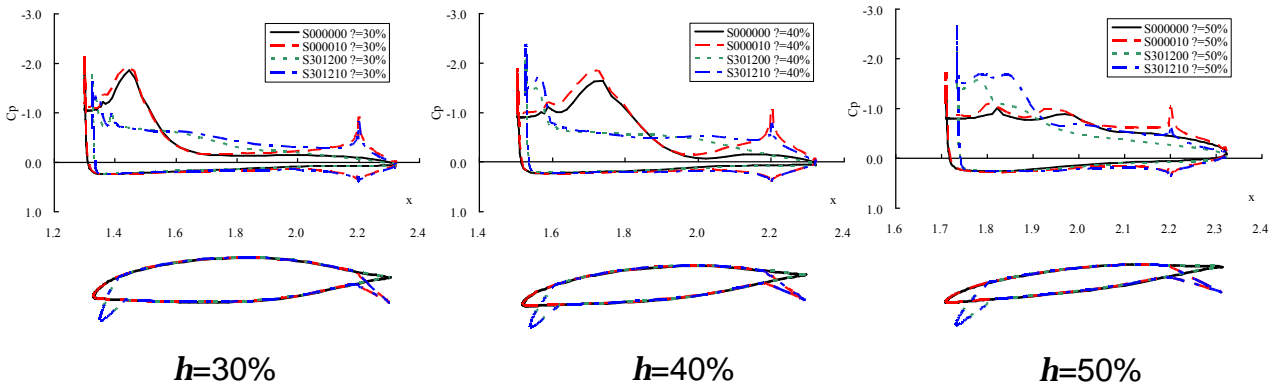 -3.0
-2.0
-1.0
0.0
1.0
Cp
x
1.2 1.4 1.6 1.8 2.0 2.2 2.4
S000000 ?=30%
S000010 ?=30%
S301200 ?=30%
S301210 ?=30%
h=30%
-3.0
-2.0
-1.0
0.0
1.0
Cp
x
1.4 1.6 1.8 2.0 2.2 2.4
S000000 ?=40%
S000010 ?=40%
S301200 ?=40%
S301210 ?=40%
h=40%
-3.0
-2.0
-1.0
0.0
1.0
Cp
x
1.6 1.7 1.8 1.9 2.0 2.1 2.2 2.3 2.4
S000000 ?=50%
S000010 ?=50%
S301200 ?=50%
S301210 ?=50%
h=50%